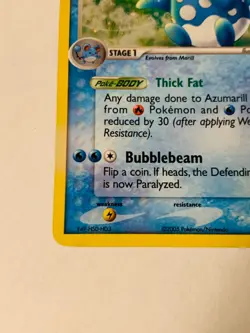 STAGE 1
Evolves from Marill
Poké-BODY Thick Fat
Any damage done to Azumarill
from Pokémon and Po
reduced by 30 (after applying We
Resistance).
Bubblebeam
Flip a coin. If heads, the Defendin
is now Paralyzed.
weakness resistance
©2003 Pokémon/Nintendo